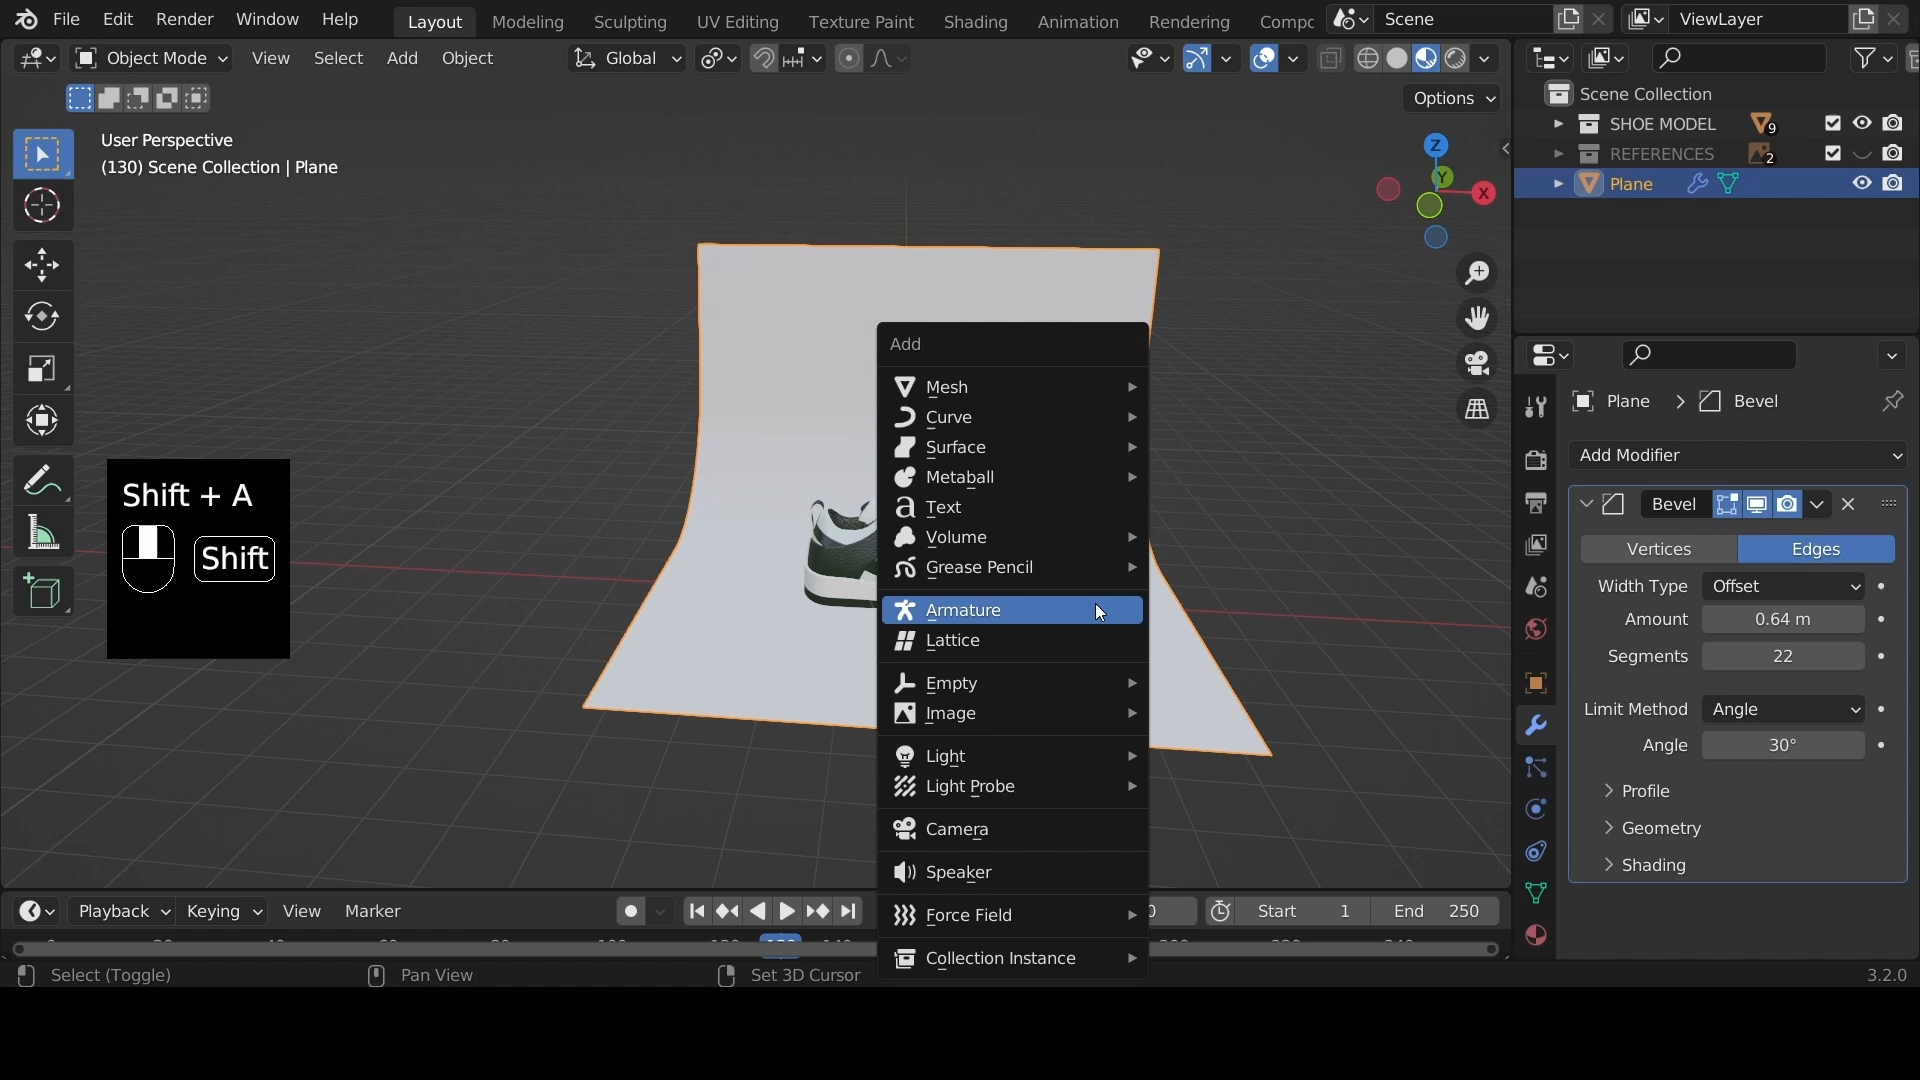 File Edit Render Window Help Layout Modeling Sculpting UV Editing Texture Paint Shading Animation Rendering Compc Scene ViewLayer
Object Mode View Select Add Object Global
Options
User Perspective
(130) Scene Collection | Plane
Z
Y
X
Scene Collection
SHOE MODEL 9
REFERENCES 2
Plane
Add
Mesh
Curve
Surface
Metaball
Text
Volume
Grease Pencil
Armature
Lattice
Empty
Image
Light
Light Probe
Camera
Speaker
Force Field
Collection Instance
Shift + A
Shift
Plane > Bevel
Add Modifier
Bevel
Vertices Edges
Width Type Offset
Amount 0.64 m
Segments 22
Limit Method Angle
Angle 30°
Profile
Geometry
Shading
Playback Keying View Marker 0 Start 1 End 250
Select (Toggle) Pan View Set 3D Cursor 3.2.0